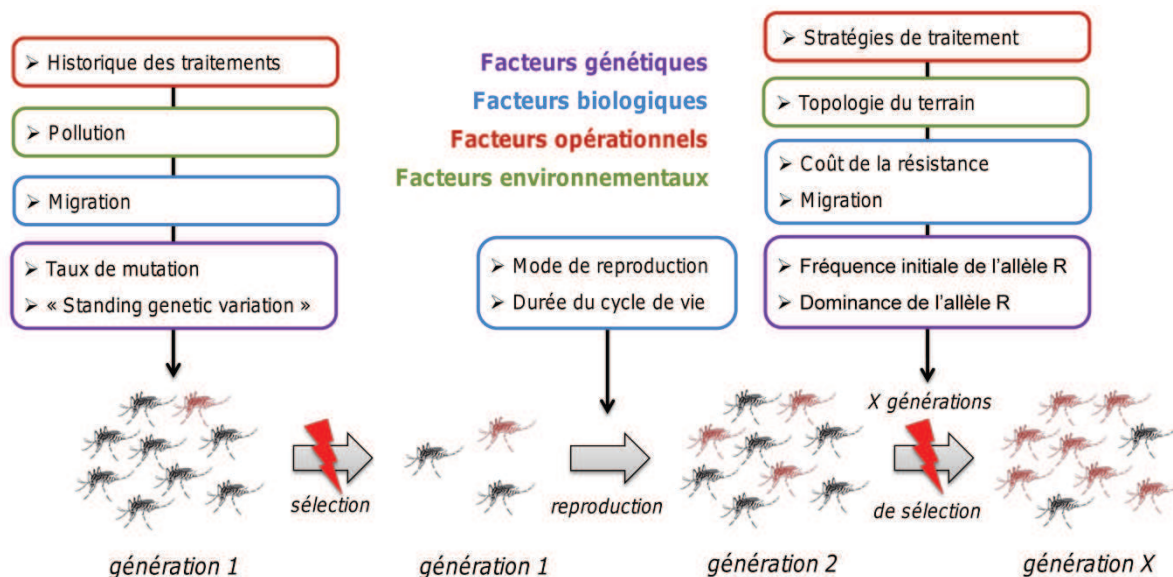 ➢ Historique des traitements
➢ Pollution
➢ Migration
➢ Taux de mutation
➢ « Standing genetic variation »
Facteurs génétiques
Facteurs biologiques
Facteurs opérationnels
Facteurs environnementaux
➢ Mode de reproduction
➢ Durée du cycle de vie
➢ Stratégies de traitement
➢ Topologie du terrain
➢ Coût de la résistance
➢ Migration
➢ Fréquence initiale de l'allèle R
➢ Dominance de l'allèle R
sélection
reproduction
X générations
de sélection
génération 1
génération 1
génération 2
génération X